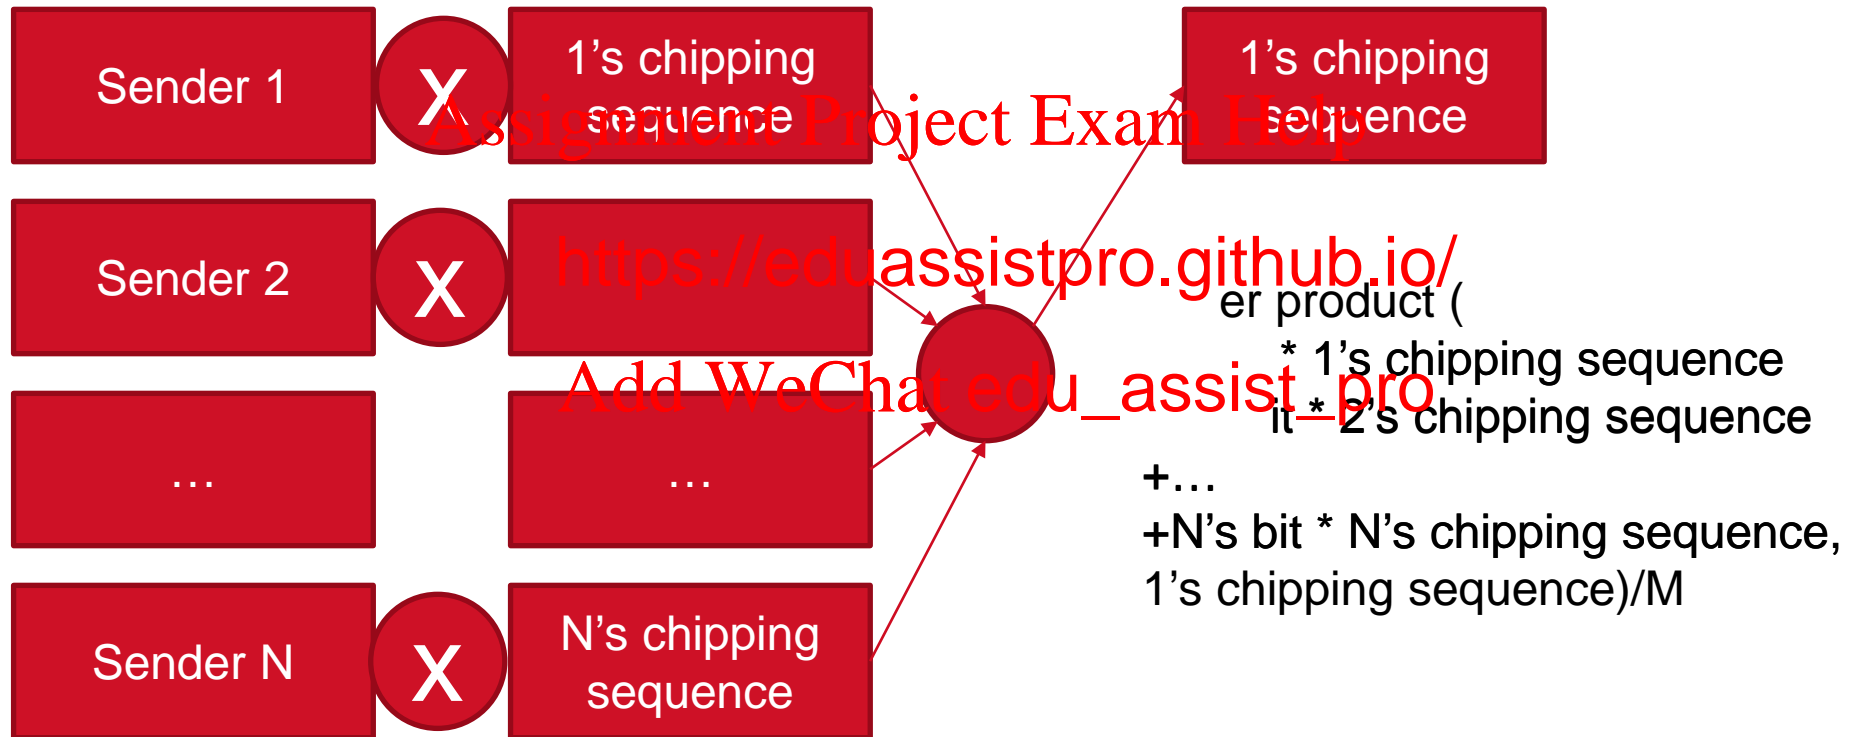 Sender 1
X
1's chipping
sequence
1's chipping
sequence
Assignment Project Exam Help
Sender 2
X
https://eduassistpro.github.io/
er product (
* 1's chipping sequence
Add WeChat edu_assist_pro
it * 2's chipping sequence
…
…
+…
+N's bit * N's chipping sequence,
1's chipping sequence)/M
Sender N
X
N's chipping
sequence